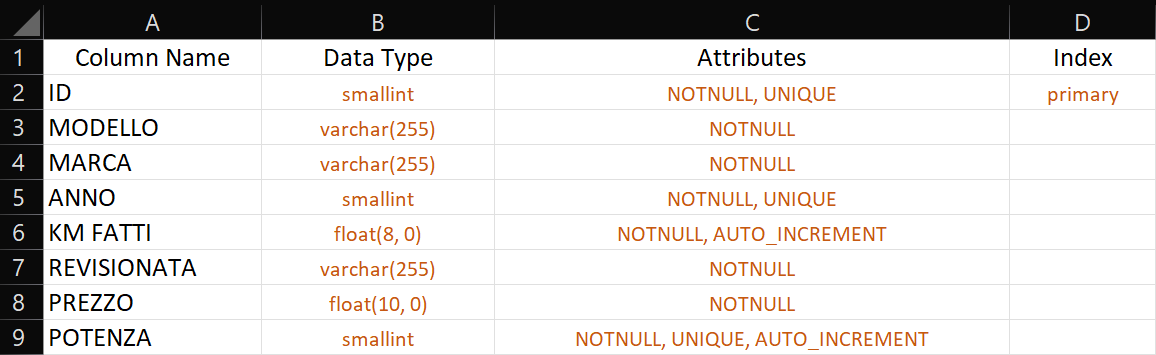 A B C D
1 Column Name Data Type Attributes Index
2 ID smallint NOTNULL, UNIQUE primary
3 MODELLO varchar(255) NOTNULL
4 MARCA varchar(255) NOTNULL
5 ANNO smallint NOTNULL, UNIQUE
6 KM FATTI float(8, 0) NOTNULL, AUTO_INCREMENT
7 REVISIONATA varchar(255) NOTNULL
8 PREZZO float(10, 0) NOTNULL
9 POTENZA smallint NOTNULL, UNIQUE, AUTO_INCREMENT